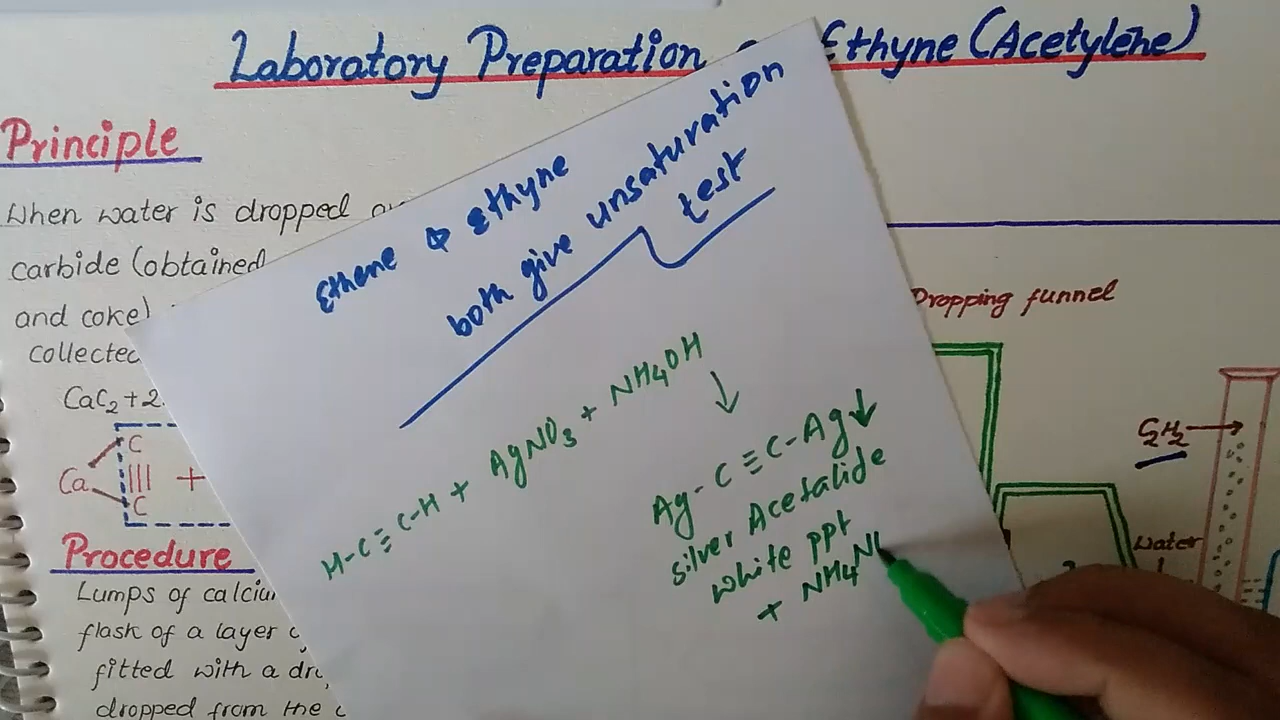 Laboratory Preparation Ethyne (Acetylene)
Principle
When water is dropped
carbide (obtained
and coke)
collected
CaC2 + 2
Ca C ||| C +
Procedure
Lumps of calciu
flask of a layer
fitted with a dro
dropped from the
Ethene & Ethyne
both give unsaturation
test
H-C≡C-H + AgNO3 + NH4OH
↓
Ag-C≡C-Ag↓
silver Acetalide
white ppt
+ NH4N
Dropping funnel
C2H2 →
Water